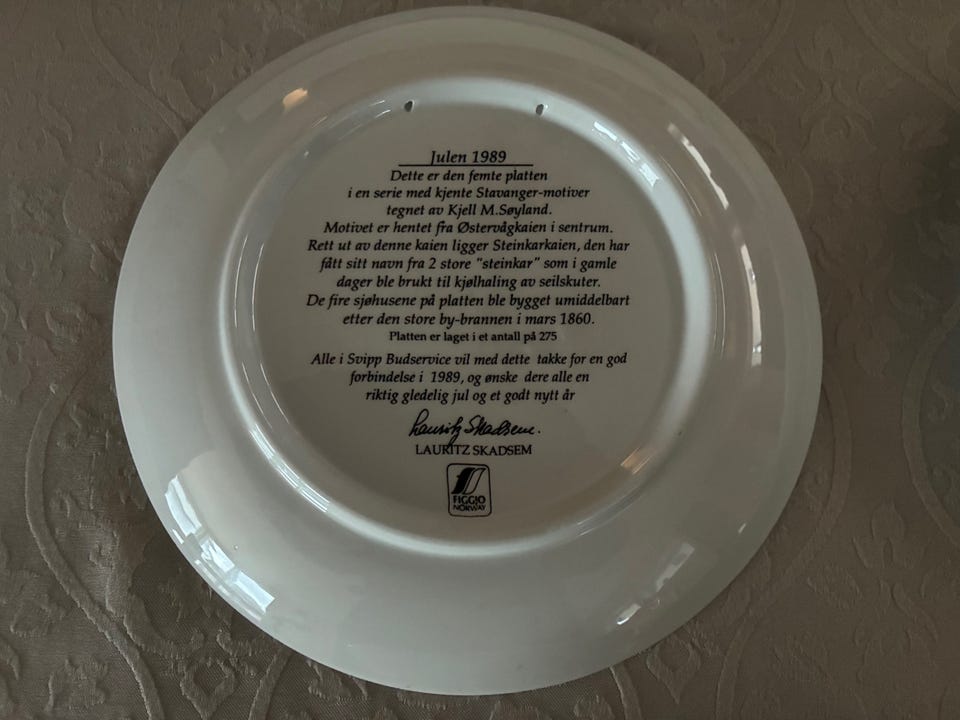 Julen 1989
Dette er den femte platten
i en serie med kjente Stavanger-motiver
tegnet av Kjell M.Søyland.
Motivet er hentet fra Østervågkaien i sentrum.
Rett ut av denne kaien ligger Steinkarkaien, den har
fått sitt navn fra 2 store "steinkar" som i gamle
dager ble brukt til kjølhaling av seilskuter.
De fire sjøhusene på platten ble bygget umiddelbart
etter den store by-brannen i mars 1860.
Platten er laget i et antall på 275
Alle i Svipp Budservice vil med dette takke for en god
forbindelse i 1989, og ønske dere alle en
riktig gledelig jul og et godt nytt år
Lauritz Skadsem.
LAURITZ SKADSEM
FIGGJO
NORWAY